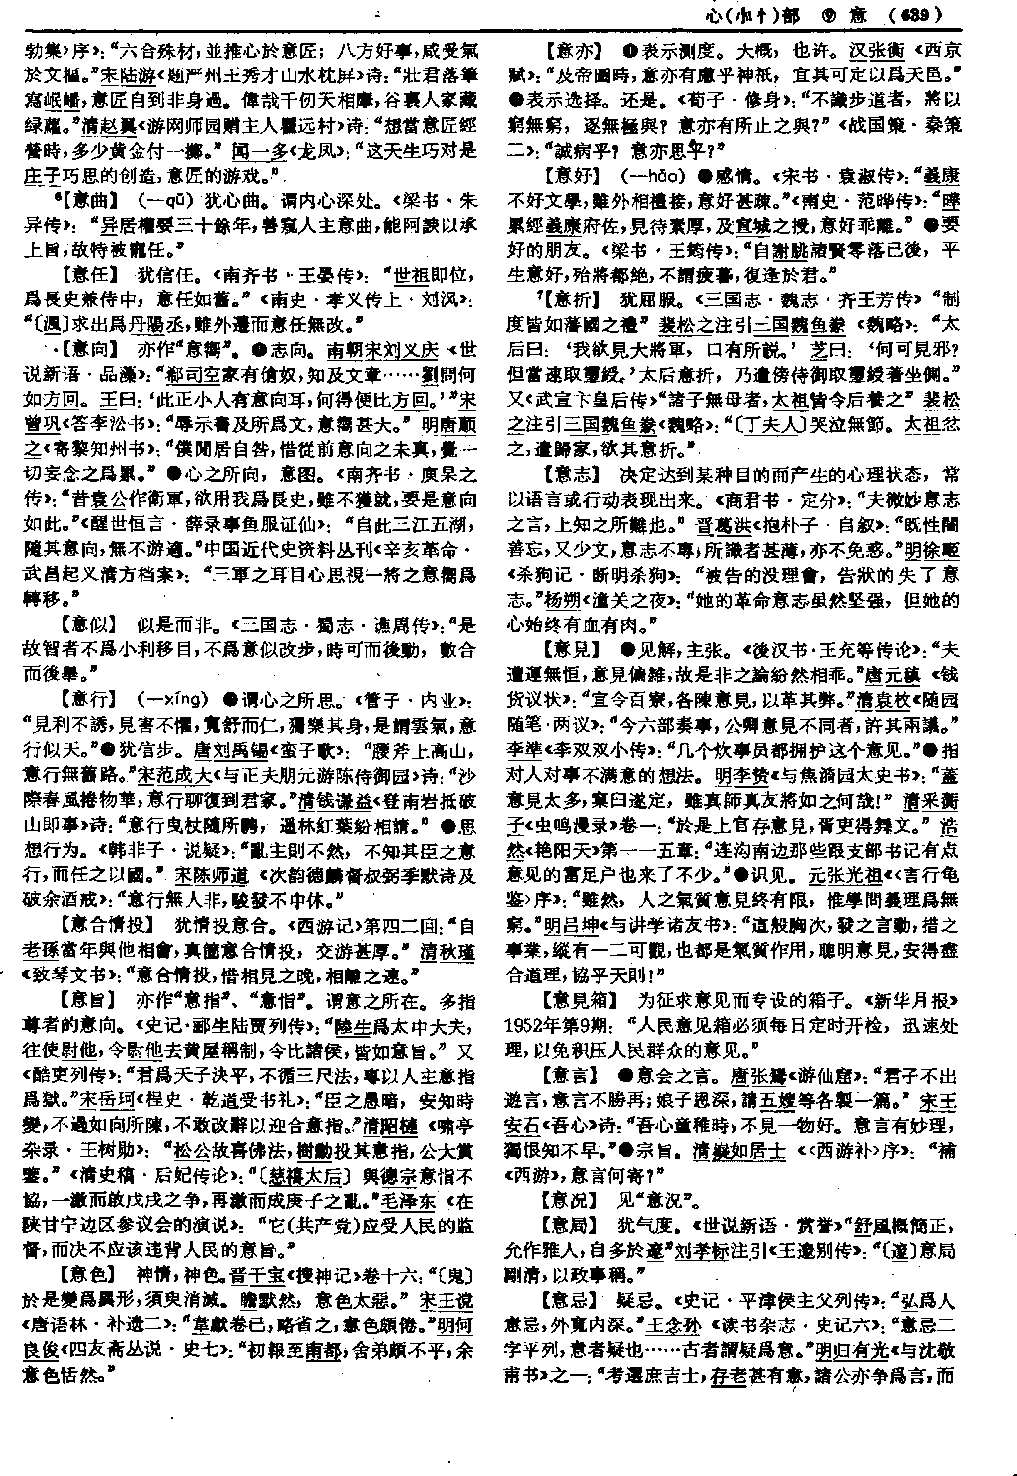 心(小忄)部 ⑨ 意 (639)
勃集〉序》：“六合殊材，並推心於意匠；八方好事，咸受氣
於文樞。”宋陆游《题严州王秀才山水枕屏》诗：“壯君落筆
寫岷嶓，意匠自到非身過。偉哉千仞天相摩，谷裏人家藏
绿蘿。”清赵翼《游网师园赠主人瞿远村》诗：“想當意匠經
營時，多少黄金付一擲。”闻一多《龙凤》：“这天生巧对是
庄子巧思的创造，意匠的游戏。”
⁶【意曲】 (—qū) 犹心曲。谓内心深处。《梁书·朱
异传》：“异居權要三十餘年，善窺人主意曲，能阿諛以承
上旨，故特被寵任。”
【意任】 犹信任。《南齐书·王晏传》：“世祖即位，
爲長史兼侍中，意任如舊。”《南史·孝义传上·刘沨》：
“〔渢〕求出爲丹陽丞，雖外遷而意任無改。”
【意向】 亦作“意嚮”。❶志向。南朝宋刘义庆《世
说新语·品藻》：“郗司空家有傖奴，知及文章……劉問何
如方回。王曰：‘此正小人有意向耳，何得便比方回。’”宋
曾巩《答李沿书》：“辱示書及所爲文，意嚮甚大。”明唐顺
之《寄黎知州书》：“僕閒居自咎，惜從前意向之未真，舋一
切妄念之爲累。”❷心之所向，意图。《南齐书·庾杲之
传》：“昔袁公作衛軍，欲用我爲長史，雖不獲就，要是意向
如此。”《醒世恒言·薛录事鱼服证仙》：“自此三江五湖，
隨其意向，無不游適。”中国近代史资料丛刊《辛亥革命·
武昌起义清方档案》：“三軍之耳目心思視一將之意嚮爲
轉移。”
【意似】 似是而非。《三国志·蜀志·谯周传》：“是
故智者不爲小利移目，不爲意似改步，時可而後動，數合
而後舉。”
【意行】 (—xíng) ❶谓心之所思。《管子·内业》：
“見利不誘，見害不懼，寬舒而仁，獨樂其身，是謂雲氣，意
行似天。”❷犹信步。唐刘禹锡《蛮子歌》：“腰斧上高山，
意行無舊路。”宋范成大《与正夫朋元游陈侍御园》诗：“沙
際春風捲物華，意行聊復到君家。”清钱谦益《登南岩抵破
山即事》诗：“意行曳杖隨所聘，遥林紅葉紛相請。”❸思
想行为。《韩非子·说疑》：“亂主則不然，不知其臣之意
行，而任之以國。”宋陈师道《次韵德麟督叔弼季默诗及
破余酒戒》：“意行無人非，駿發不中休。”
【意合情投】 犹情投意合。《西游记》第四二回：“自
老孫當年與他相會，真個意合情投，交游甚厚。”清秋瑾
《致琴文书》：“意合情投，惜相見之晚，相離之速。”
【意旨】 亦作“意指”、“意恉”。谓意之所在。多指
尊者的意向。《史记·郦生陆贾列传》：“陸生爲太中大夫，
往使尉他，令尉他去黄屋稱制，令比諸侯，皆如意旨。”又
《酷吏列传》：“君爲天子決平，不循三尺法，專以人主意指
爲獄。”宋岳珂《桯史·乾道受书礼》：“臣之愚暗，安知時
變，不過如向所陳，不敢改辭以迎合意指。”清昭梿《啸亭
杂录·王树勋》：“松公故喜佛法，樹勳投其意指，公大賞
鑒。”《清史稿·后妃传论》：“〔慈禧太后〕與德宗意恉不
協，一激而啟戊戌之争，再激而成庚子之亂。”毛泽东《在
陕甘宁边区参议会的演说》：“它(共产党)应受人民的监
督，而决不应该违背人民的意旨。”
【意色】 神情，神色。晋干宝《搜神记》卷十六：“〔鬼〕
於是變爲異形，須臾消滅。瞻默然，意色太惡。”宋王谠
《唐语林·补遗二》：“韋獻卷已，略省之，意色頗倦。”明何
良俊《四友斋丛说·史七》：“初報至南都，舍弟頗不平，余
意色恬然。”
【意亦】 ❶表示测度。大概，也许。汉张衡《西京
赋》：“及帝圖時，意亦有慮乎神祇，宜其可定以爲天邑。”
❷表示选择。还是。《荀子·修身》：“不識步道者，將以
窮無窮，逐無極與？意亦有所止之與？”《战国策·秦策
二》：“誠病乎？意亦思乎？”
【意好】 (—hào) ❶感情。《宋书·袁淑传》：“義康
不好文學，雖外相禮接，意好甚疎。”《南史·范晔传》：“曄
累經義康府佐，見待素厚，及宣城之授，意好乖離。”❷要
好的朋友。《梁书·王筠传》：“自謝朓諸賢零落已後，平
生意好，殆將都絶，不謂疲暮，復逢於君。”
⁷【意折】 犹屈服。《三国志·魏志·齐王芳传》“制
度皆如藩國之禮”裴松之注引三国魏鱼豢《魏略》：“太
后曰：‘我欲見大將軍，口有所説。’芝曰：‘何可見邪？
但當速取璽綬。’太后意折，乃遣傍侍御取璽綬著坐側。”
又《武宣卞皇后传》“諸子無母者，太祖皆令后養之”裴松
之注引三国魏鱼豢《魏略》：“〔丁夫人〕哭泣無節。太祖忿
之，遣歸家，欲其意折。”
【意志】 决定达到某种目的而产生的心理状态，常
以语言或行动表现出来。《商君书·定分》：“夫微妙意志
之言，上知之所難也。”晋葛洪《抱朴子·自叙》：“既性闇
善忘，又少文，意志不專，所識者甚薄，亦不免惑。”明徐㽥
《杀狗记·断明杀狗》：“被告的没理會，告狀的失了意
志。”杨朔《潼关之夜》：“她的革命意志虽然坚强，但她的
心始终有血有肉。”
【意見】 ❶见解，主张。《後汉书·王充等传论》：“夫
遭運無恒，意見偏雜，故是非之論紛然相乖。”唐元稹《钱
货议状》：“宣令百寮，各陳意見，以革其弊。”清袁枚《随园
随笔·两议》：“今六部奏事，公卿意見不同者，許其兩議。”
李準《李双双小传》：“几个炊事员都拥护这个意见。”❷指
对人对事不满意的想法。明李贽《与焦漪园太史书》：“蓋
意見太多，窠臼遂定，雖真師真友將如之何哉！”清采蘅
子《虫鸣漫录》卷一：“於是上官存意見，胥吏得舞文。”浩
然《艳阳天》第一一五章：“连沟南边那些跟支部书记有点
意见的富足户也来了不少。”❸识见。元张光祖《〈言行龟
鉴〉序》：“雖然，人之氣質意見終有限，惟學問義理爲無
窮。”明吕坤《与讲学诸友书》：“這般胸次，發之言動，措之
事業，縱有一二可觀，也都是氣質作用，聰明意見，安得盡
合道理，協乎天則！”
【意見箱】 为征求意见而专设的箱子。《新华月报》
1952年第9期：“人民意见箱必须每日定时开检，迅速处
理，以免积压人民群众的意见。”
【意言】 ❶意会之言。唐张鷟《游仙窟》：“君子不出
遊言，意言不勝再；娘子恩深，請五嫂等各製一篇。”宋王
安石《吾心》诗：“吾心童稚時，不見一物好。意言有妙理，
獨恨知不早。”❷宗旨。清嶷如居士《〈西游补〉序》：“補
《西游》，意言何寄？”
【意况】 见“意況”。
【意局】 犹气度。《世说新语·赏誉》“舒風概簡正，
允作雅人，自多於邃”刘孝标注引《王邃别传》：“〔邃〕意局
剛清，以政事稱。”
【意忌】 疑忌。《史记·平津侯主父列传》：“弘爲人
意忌，外寬内深。”王念孙《读书杂志·史记六》：“意忌二
字平列，意者疑也……古者謂疑爲意。”明归有光《与沈敬
甫书》之一：“考選庶吉士，存老甚有意，諸公亦争爲言，而